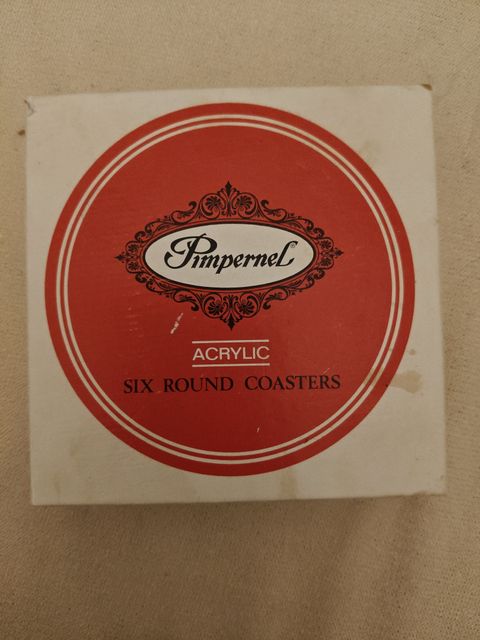 Pimpernel
ACRYLIC
SIX ROUND COASTERS